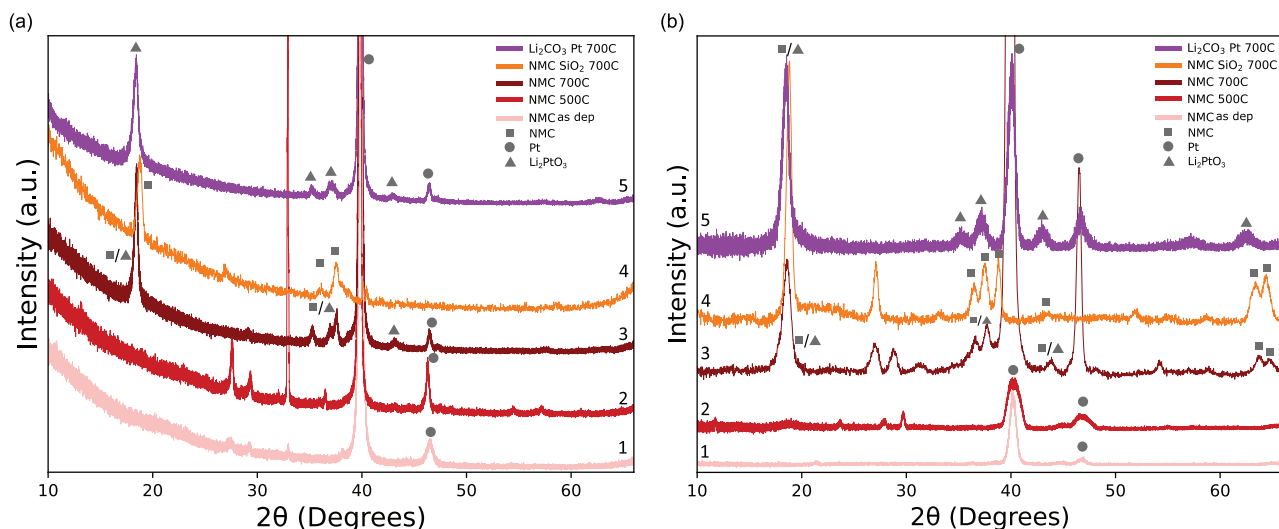 (a)
Intensity (a.u.)
Li₂CO₃ Pt 700C
NMC SiO₂ 700C
NMC 700C
NMC 500C
NMC as dep
NMC
Pt
Li₂PtO₃
5
4
3
2
1
/
/
10 20 30 40 50 60
2θ (Degrees)
(b)
Intensity (a.u.)
Li₂CO₃ Pt 700C
NMC SiO₂ 700C
NMC 700C
NMC 500C
NMC as dep
NMC
Pt
Li₂PtO₃
/
5
4
3
2
1
/
/
/
10 20 30 40 50 60
2θ (Degrees)